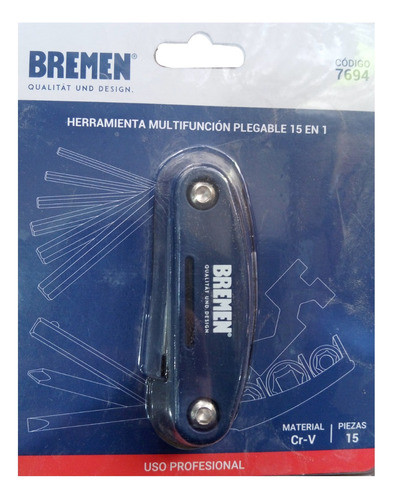 BREMEN®
QUALITÄT UND DESIGN.
CÓDIGO
7694
HERRAMIENTA MULTIFUNCIÓN PLEGABLE 15 EN 1
BREMEN®
QUALITÄT UND DESIGN
MATERIAL
Cr-V
PIEZAS
15
USO PROFESIONAL